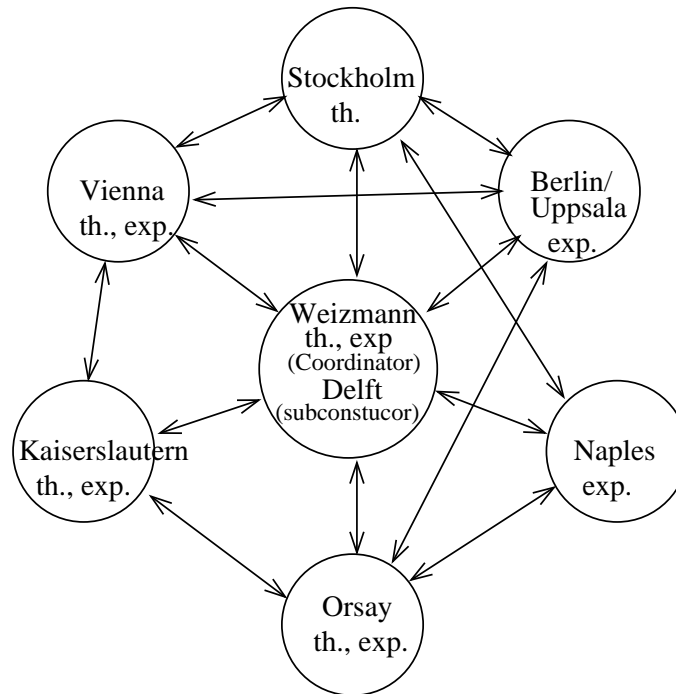 Stockholm
th.
Vienna
th., exp.
Berlin/
Uppsala
exp.
Weizmann
th., exp
(Coordinator)
Delft
(subconstucor)
Kaiserslautern
th., exp.
Naples
exp.
Orsay
th., exp.